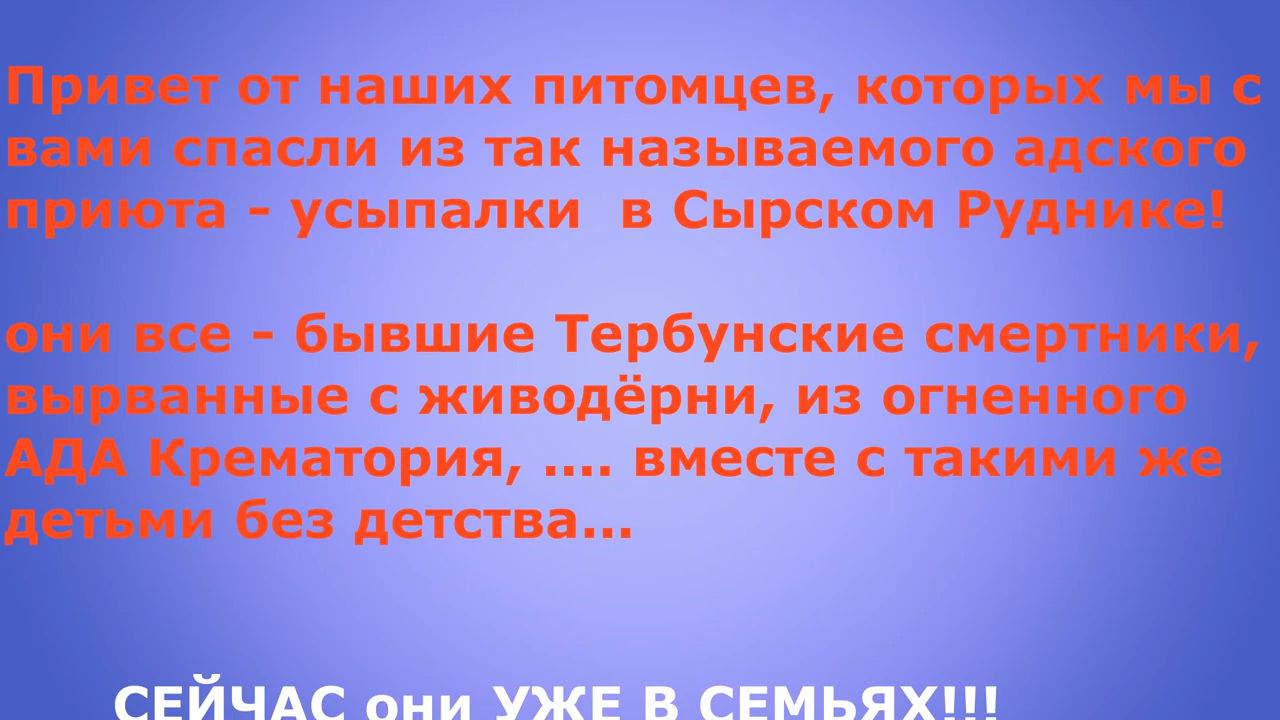 Привет от наших питомцев, которых мы с
вами спасли из так называемого адского
приюта - усыпалки  в Сырском Руднике!
они все - бывшие Тербунские смертники,
вырванные с живодёрни, из огненного
АДА Крематория, .... вместе с такими же
детьми без детства...
СЕЙЧАС они УЖЕ В СЕМЬЯХ!!!